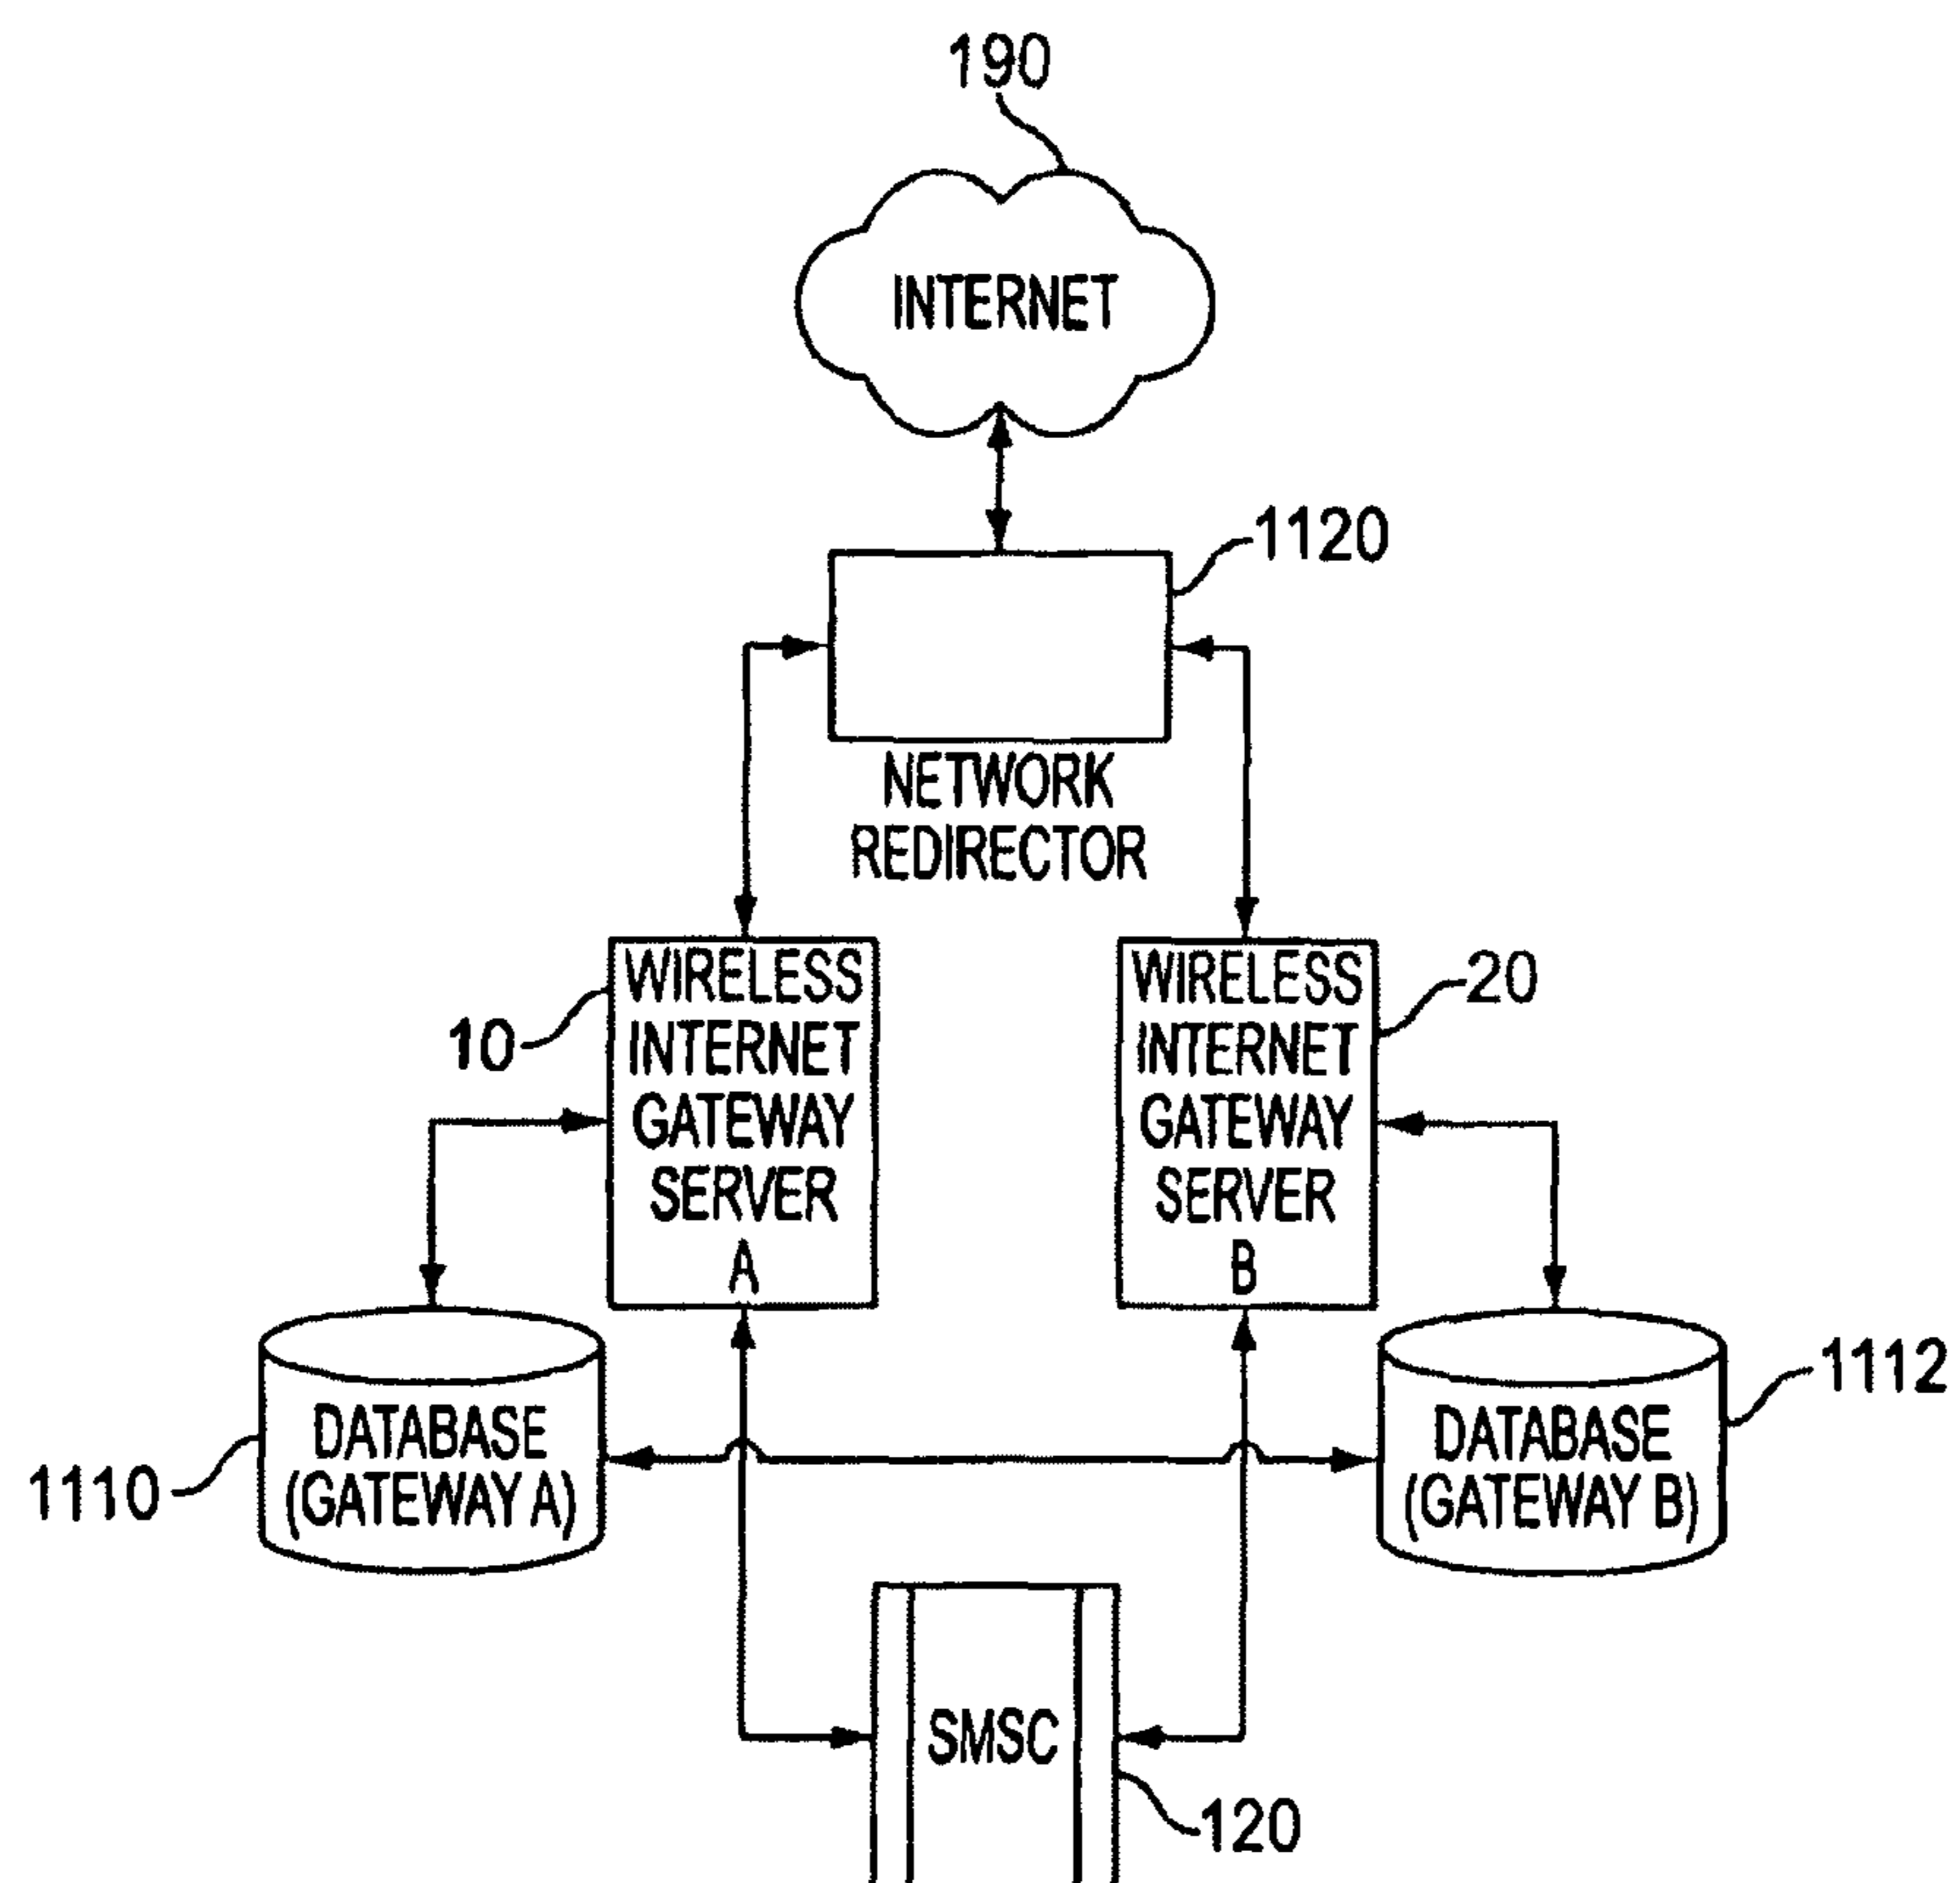 190
INTERNET
1120
NETWORK
REDIRECTOR
10
WIRELESS
INTERNET
GATEWAY
SERVER
A
WIRELESS
INTERNET
GATEWAY
SERVER
B
20
1110
DATABASE
(GATEWAY A)
DATABASE
(GATEWAY B)
1112
SMSC
120